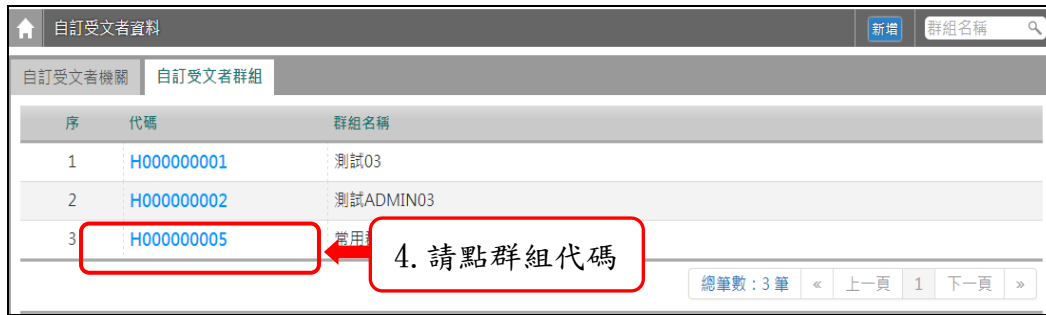 自訂受文者資料 新增 群組名稱
自訂受文者機關 自訂受文者群組
序 代碼 群組名稱
1 H000000001 測試03
2 H000000002 測試ADMIN03
3 H000000005 常用
4.請點群組代碼
總筆數:3 筆 « 上一頁 1 下一頁 »